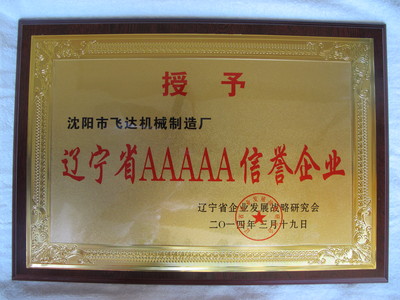 授予
沈阳市飞达机械制造厂
辽宁省AAAAA信誉企业
辽宁省企业发展战略研究会
二〇一四年三月十九日